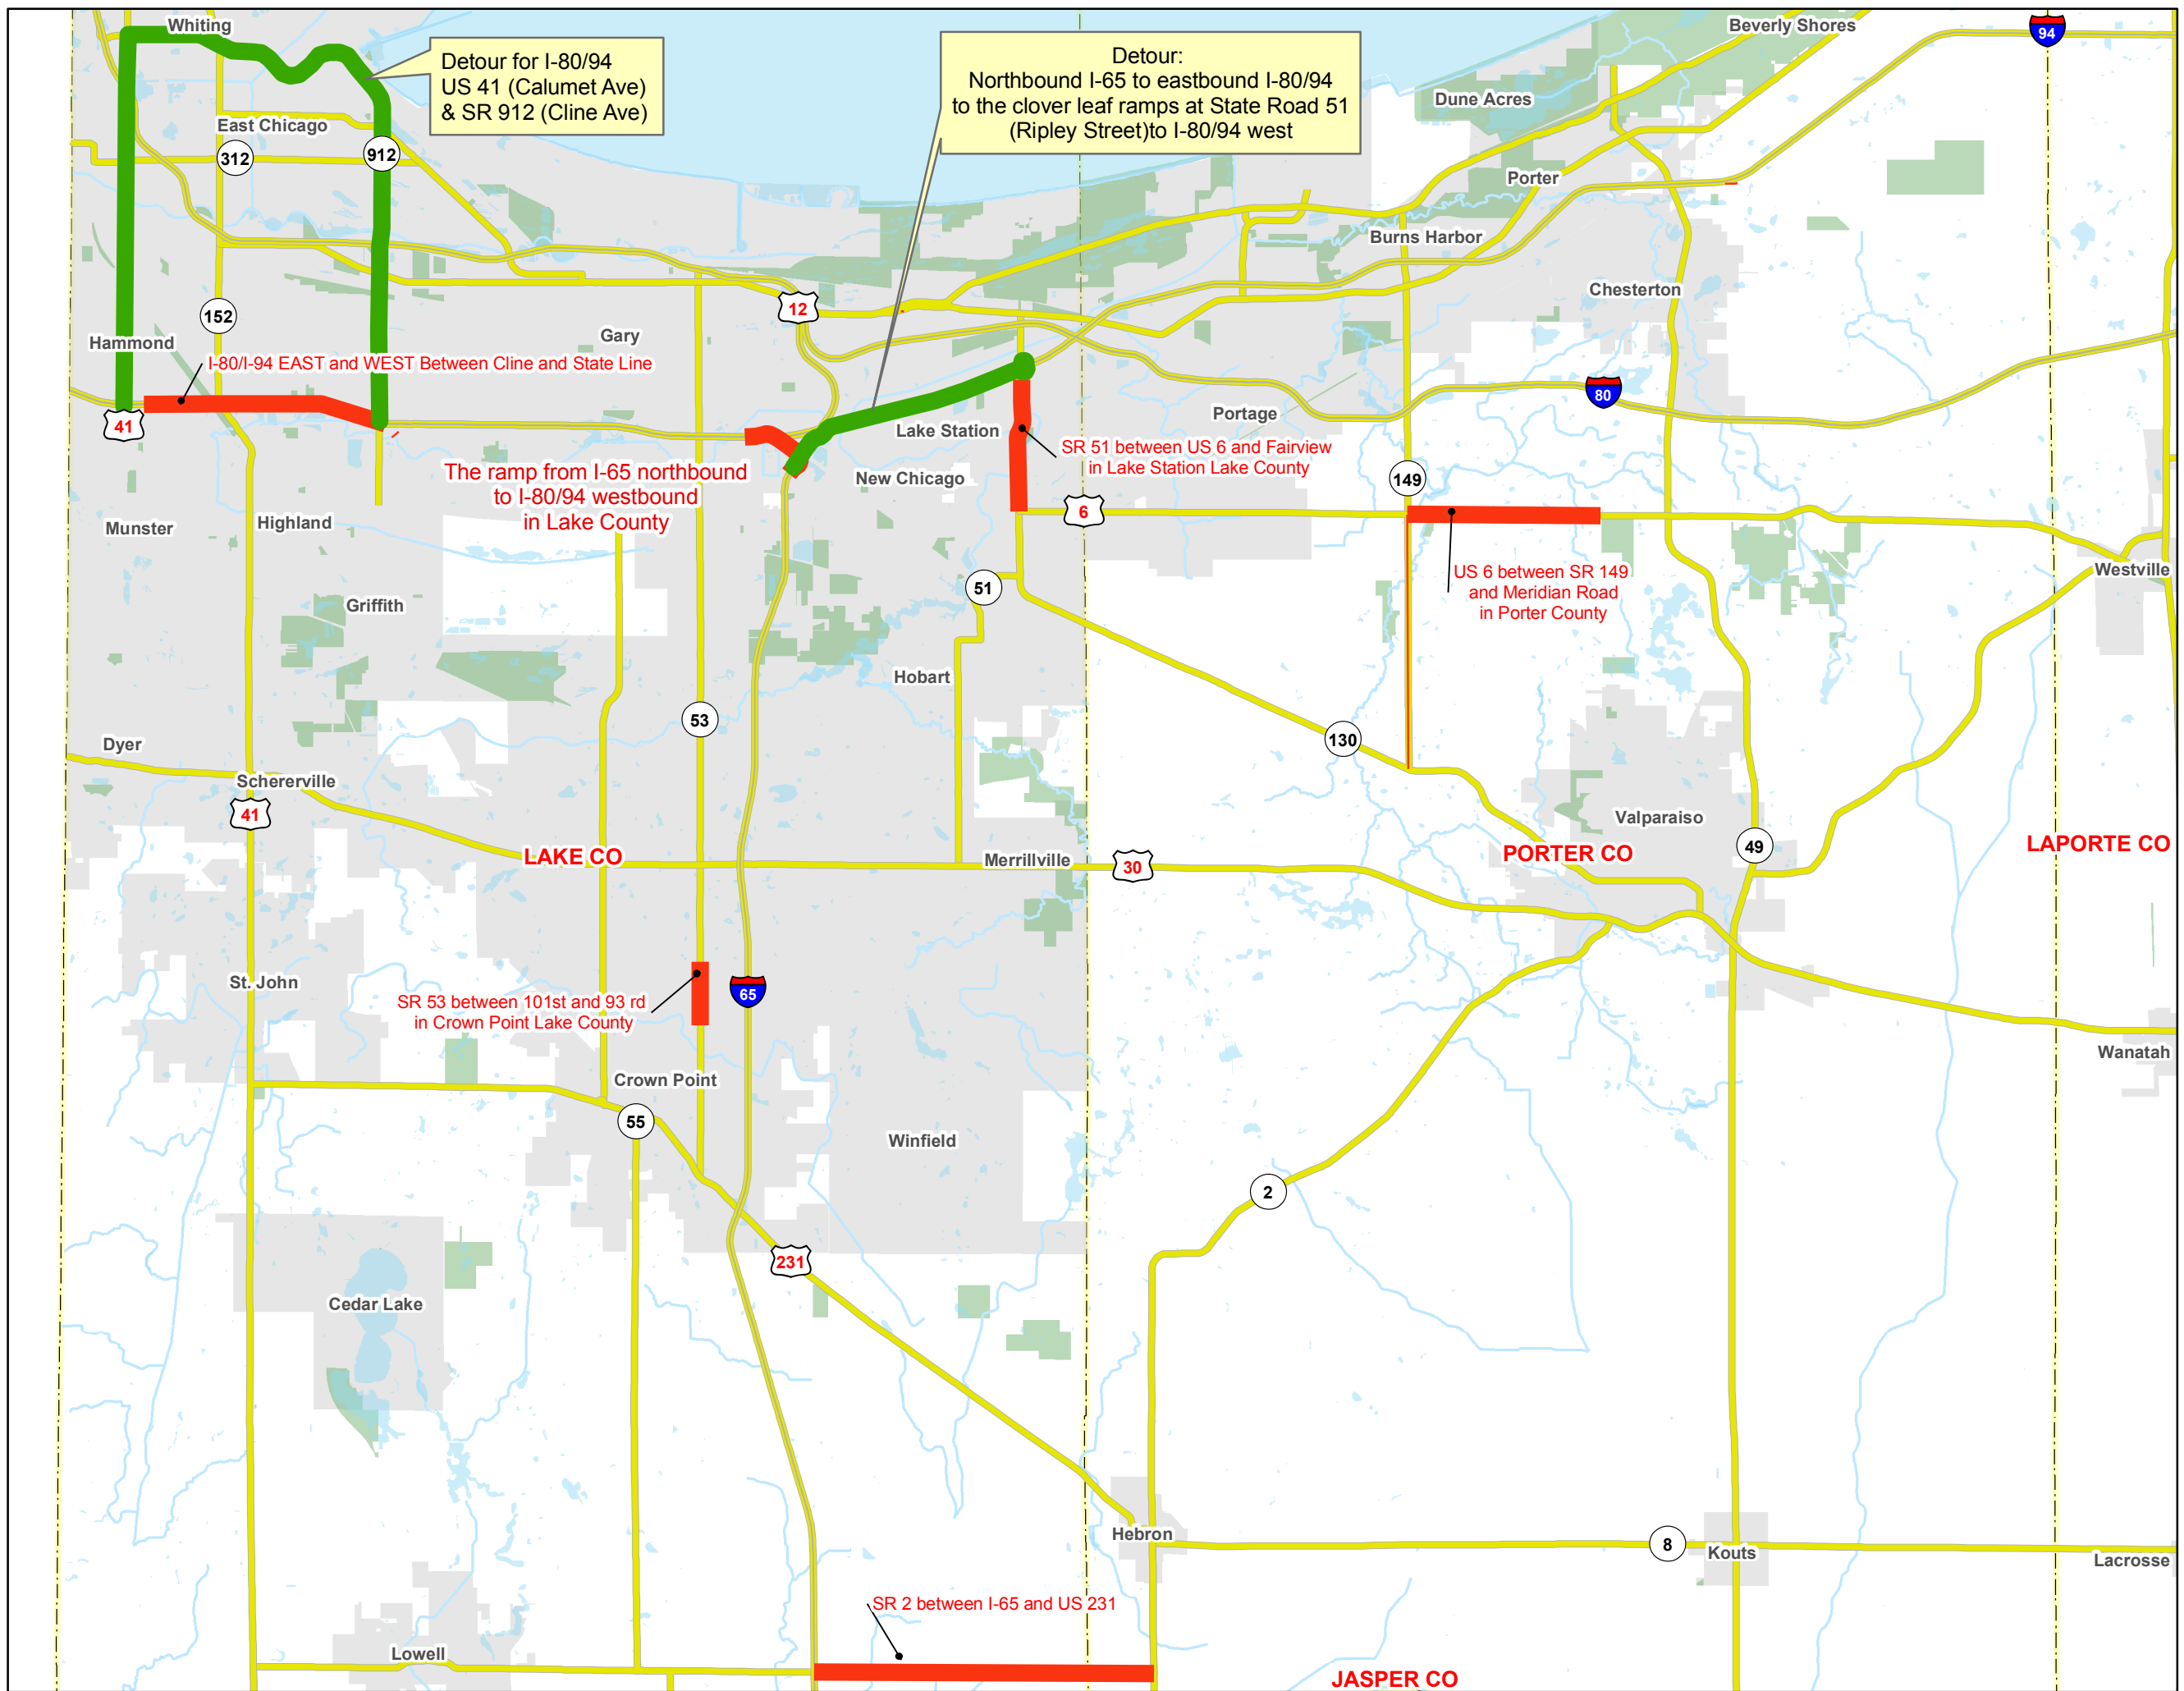 Whiting
Beverly Shores
94
Detour for I-80/94
US 41 (Calumet Ave)
& SR 912 (Cline Ave)
Detour:
Northbound I-65 to eastbound I-80/94
to the clover leaf ramps at State Road 51
(Ripley Street)to I-80/94 west
Dune Acres
East Chicago
312
912
Porter
Burns Harbor
Chesterton
152
12
Hammond
Gary
I-80/I-94 EAST and WEST Between Cline and State Line
80
Portage
41
Lake Station
SR 51 between US 6 and Fairview
in Lake Station Lake County
The ramp from I-65 northbound
to I-80/94 westbound
in Lake County
New Chicago
149
6
Munster
Highland
Westville
US 6 between SR 149
and Meridian Road
in Porter County
51
Griffith
Hobart
53
130
Dyer
Schererville
41
Valparaiso
49
LAKE CO
Merrillville
30
PORTER CO
LAPORTE CO
St. John
65
SR 53 between 101st and 93 rd
in Crown Point Lake County
Wanatah
Crown Point
55
Winfield
2
231
Cedar Lake
Hebron
8
Kouts
Lacrosse
SR 2 between I-65 and US 231
Lowell
JASPER CO